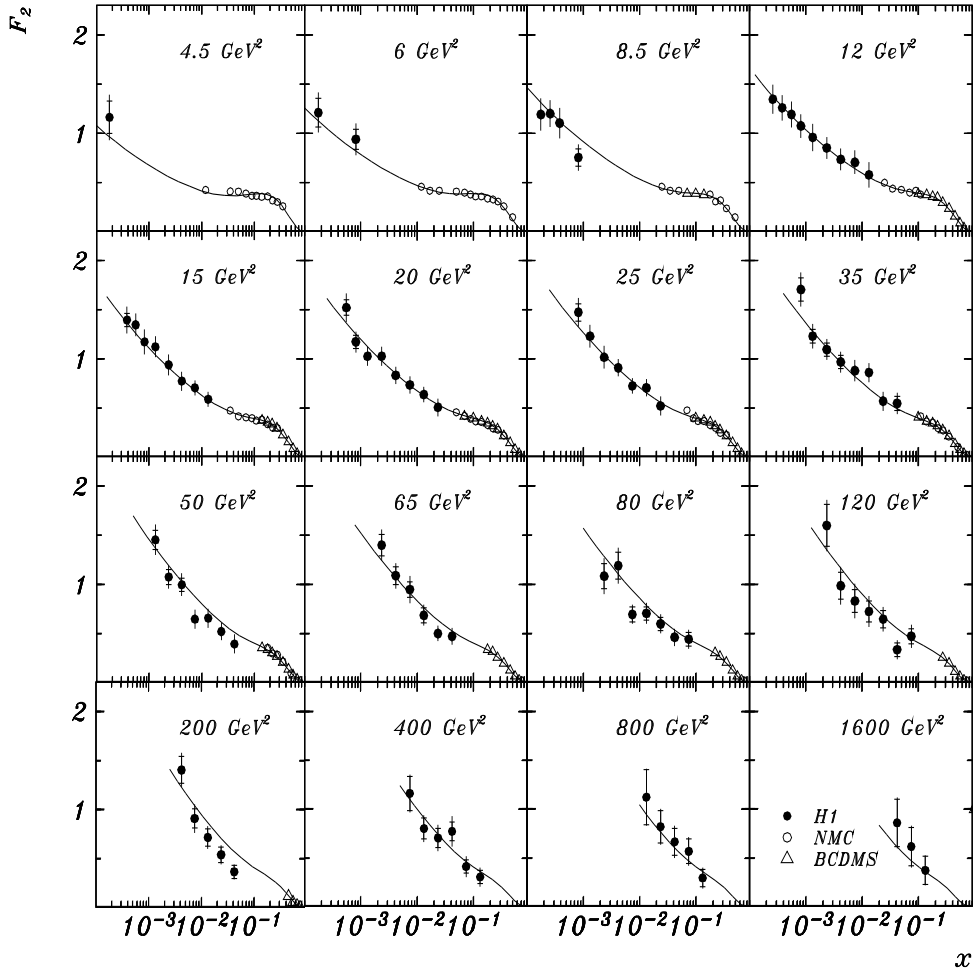 F₂
4.5 GeV² 6 GeV² 8.5 GeV² 12 GeV²
2
1
15 GeV² 20 GeV² 25 GeV² 35 GeV²
2
1
50 GeV² 65 GeV² 80 GeV² 120 GeV²
2
1
200 GeV² 400 GeV² 800 GeV² 1600 GeV²
2
1
H1
NMC
BCDMS
10⁻³ 10⁻² 10⁻¹ 10⁻³ 10⁻² 10⁻¹ 10⁻³ 10⁻² 10⁻¹ 10⁻³ 10⁻² 10⁻¹
x